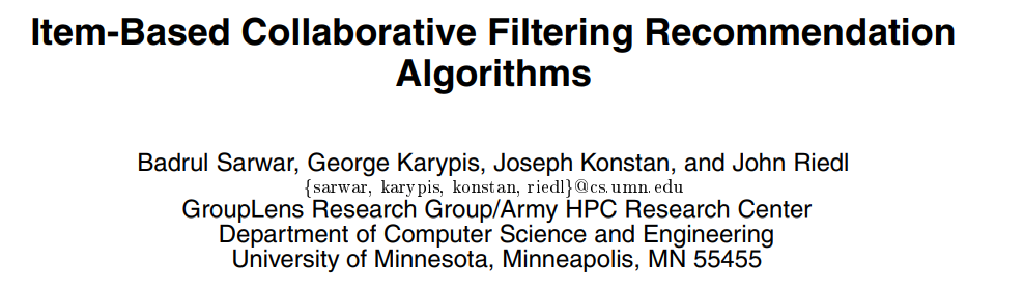 Item-Based Collaborative Filtering Recommendation
Algorithms
Badrul Sarwar, George Karypis, Joseph Konstan, and John Riedl
{sarwar, karypis, konstan, riedl}@cs.umn.edu
GroupLens Research Group/Army HPC Research Center
Department of Computer Science and Engineering
University of Minnesota, Minneapolis, MN 55455